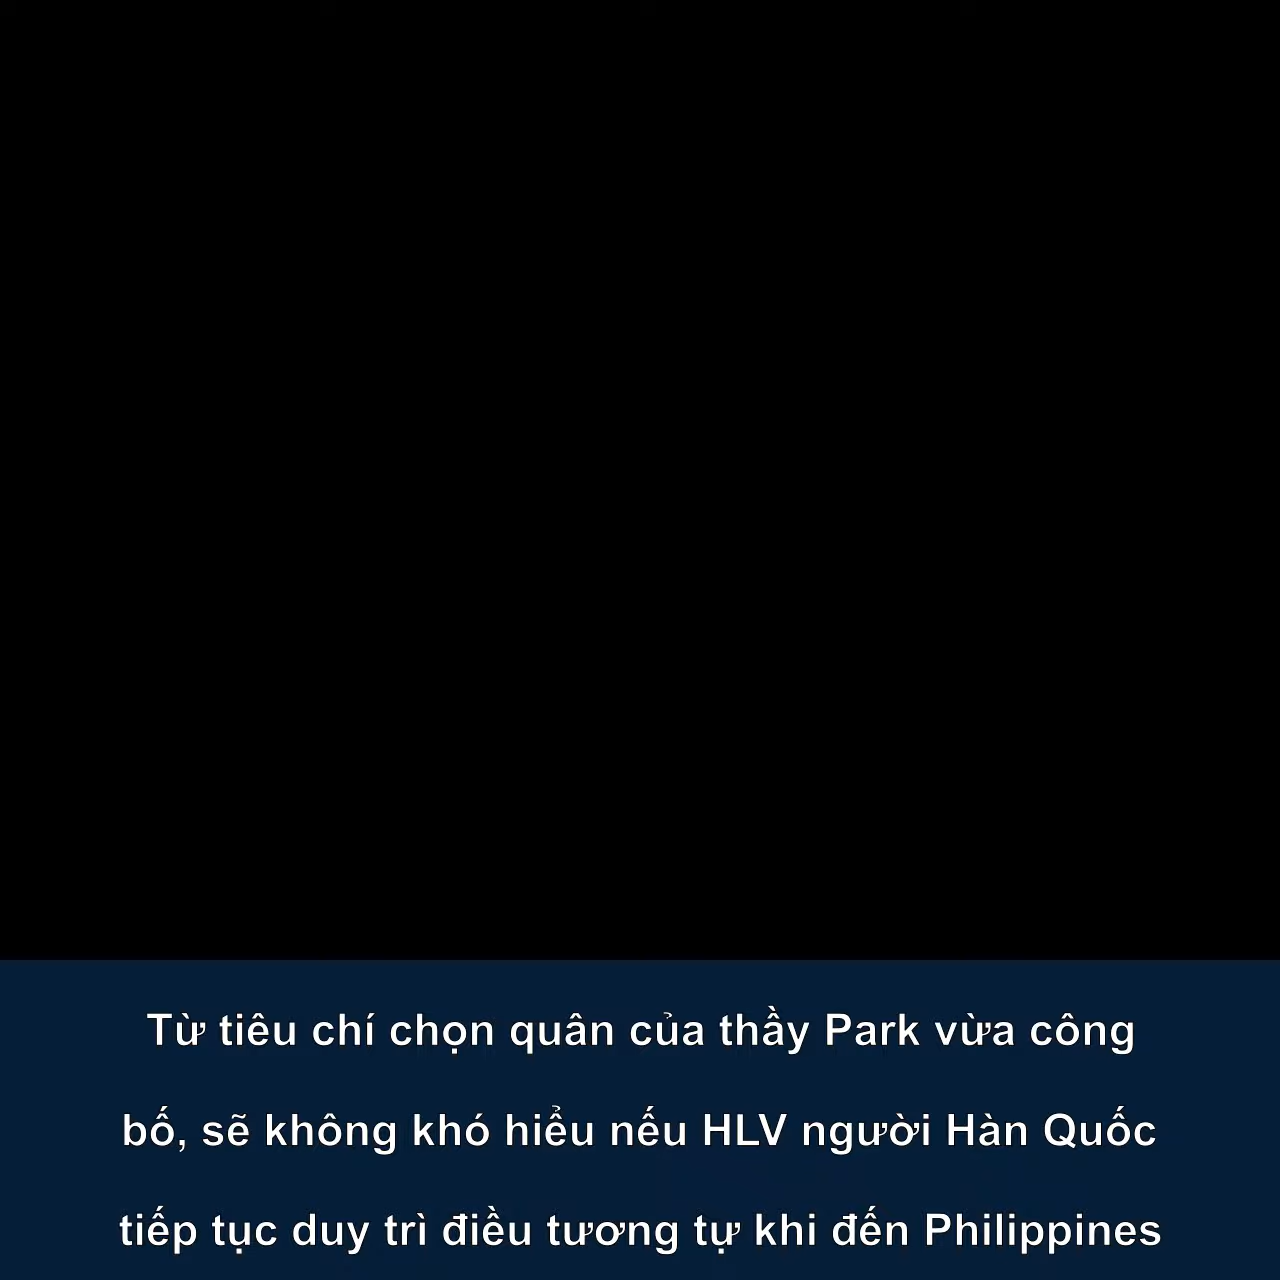 Từ tiêu chí chọn quân của thầy Park vừa công
bố, sẽ không khó hiểu nếu HLV người Hàn Quốc
tiếp tục duy trì điều tương tự khi đến Philippines